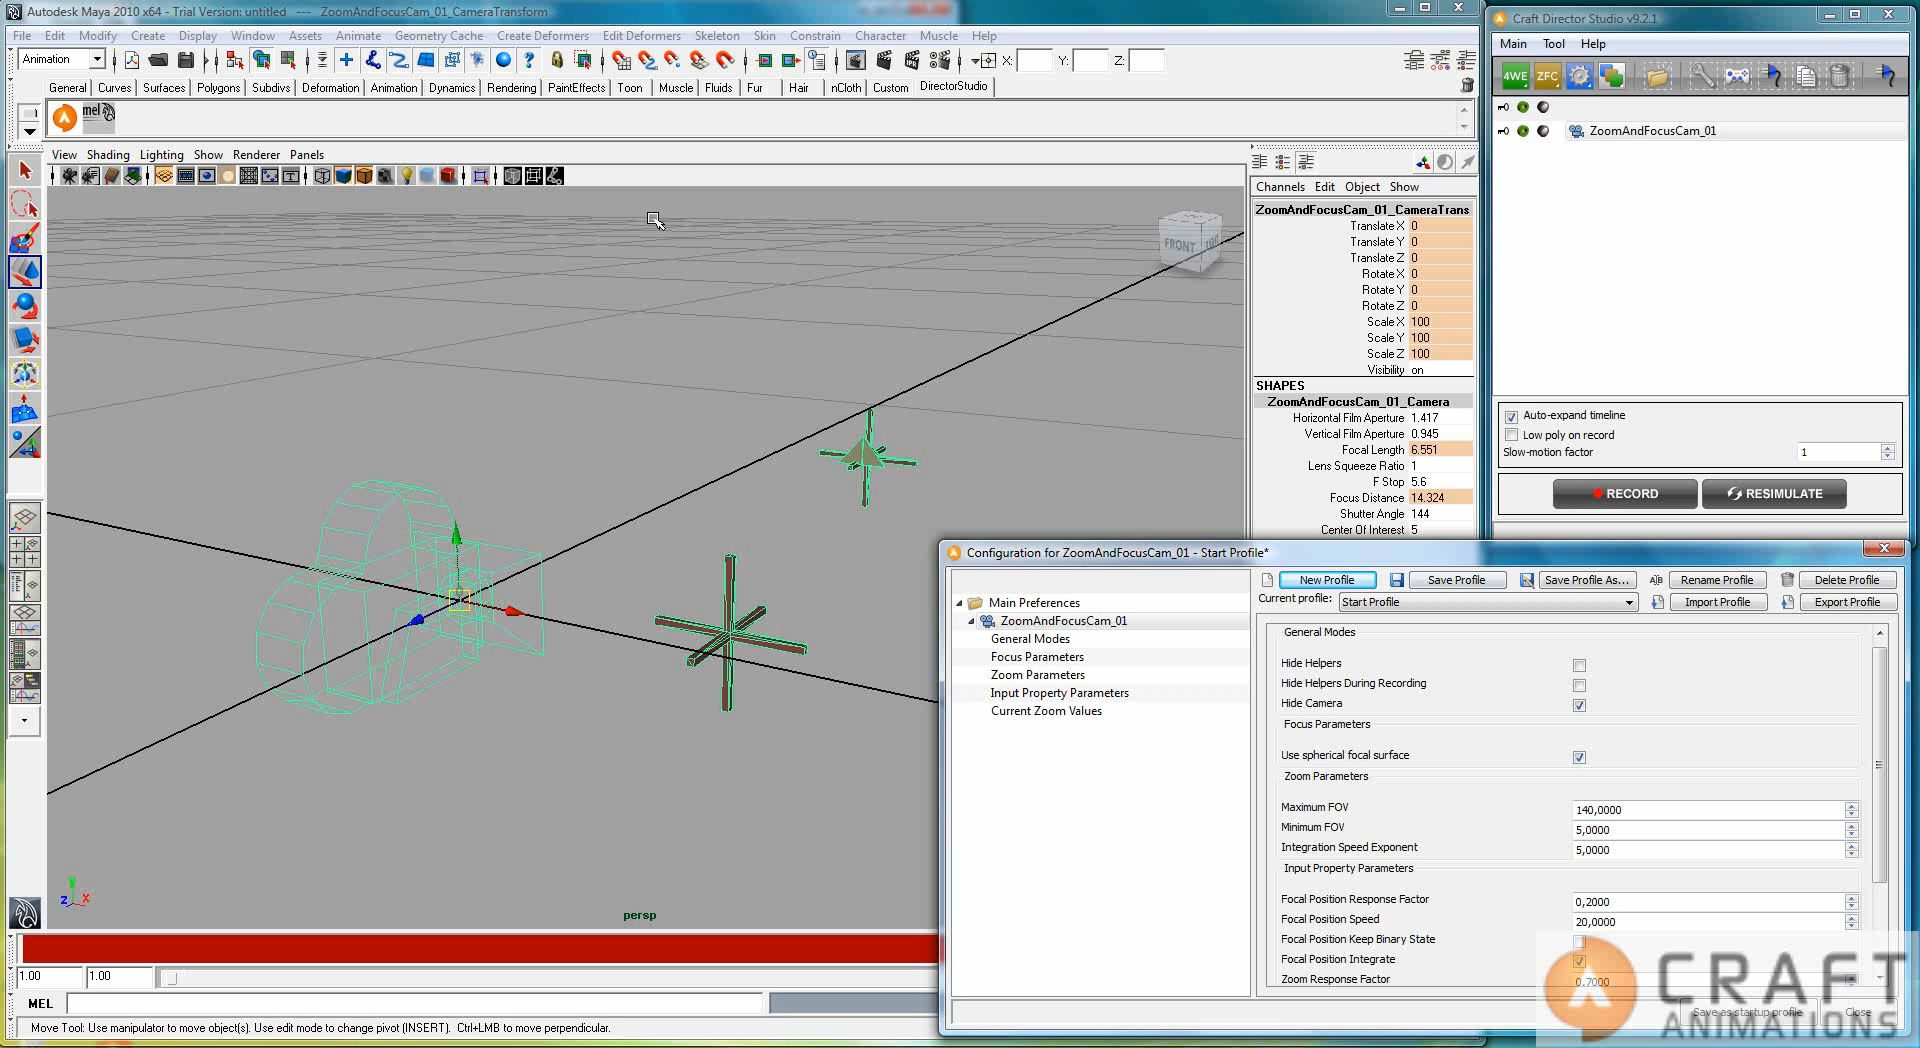 Autodesk Maya 2010 x64 - Trial Version: untitled --- ZoomAndFocusCam_01_CameraTransform
File Edit Modify Create Display Window Assets Animate Geometry Cache Create Deformers Edit Deformers Skeleton Skin Constrain Character Muscle Help
Animation X: Y: Z:
General Curves Surfaces Polygons Subdivs Deformation Animation Dynamics Rendering PaintEffects Toon Muscle Fluids Fur Hair nCloth Custom DirectorStudio
mel
View Shading Lighting Show Renderer Panels
FRONT
persp
y
z x
Channels Edit Object Show
ZoomAndFocusCam_01_CameraTrans
Translate X 0
Translate Y 0
Translate Z 0
Rotate X 0
Rotate Y 0
Rotate Z 0
Scale X 100
Scale Y 100
Scale Z 100
Visibility on
SHAPES
ZoomAndFocusCam_01_Camera
Horizontal Film Aperture 1.417
Vertical Film Aperture 0.945
Focal Length 6.551
Lens Squeeze Ratio 1
F Stop 5.6
Focus Distance 14.324
Shutter Angle 144
Center Of Interest 5
Craft Director Studio v9.2.1
Main Tool Help
4WE ZFC
ZoomAndFocusCam_01
Auto-expand timeline
Low poly on record
Slow-motion factor 1
RECORD RESIMULATE
Configuration for ZoomAndFocusCam_01 - Start Profile*
New Profile Save Profile Save Profile As... Rename Profile Delete Profile
Current profile: Start Profile Import Profile Export Profile
Main Preferences
ZoomAndFocusCam_01
General Modes
Focus Parameters
Zoom Parameters
Input Property Parameters
Current Zoom Values
General Modes
Hide Helpers
Hide Helpers During Recording
Hide Camera
Focus Parameters
Use spherical focal surface
Zoom Parameters
Maximum FOV 140,0000
Minimum FOV 5,0000
Integration Speed Exponent 5,0000
Input Property Parameters
Focal Position Response Factor 0,2000
Focal Position Speed 20,0000
Focal Position Keep Binary State
Focal Position Integrate
Zoom Response Factor 0,7000
Save as startup profile Close
CRAFT
ANIMATIONS
1.00 1.00
MEL
Move Tool: Use manipulator to move object(s). Use edit mode to change pivot (INSERT). Ctrl+LMB to move perpendicular.